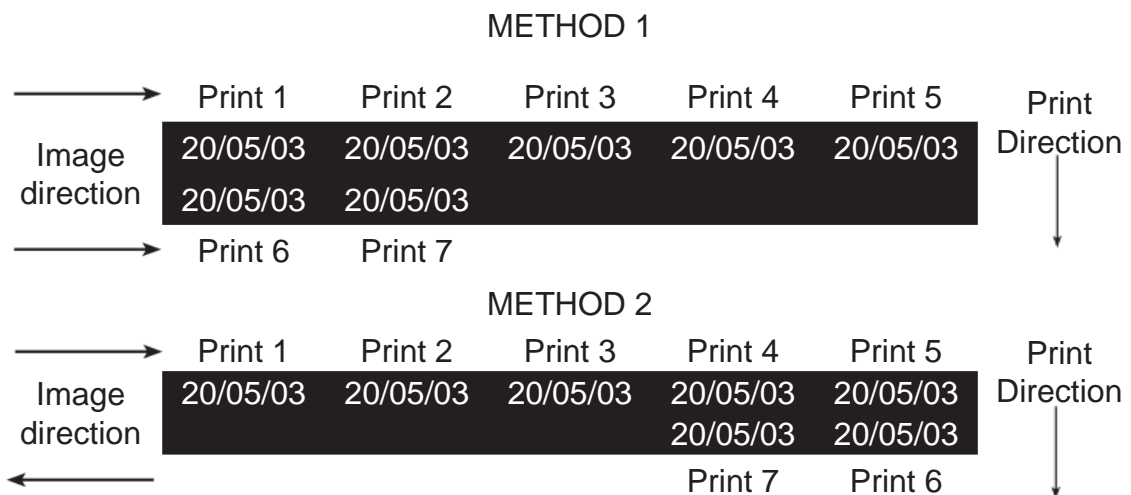 METHOD 1
Print 1 Print 2 Print 3 Print 4 Print 5 Print
Direction
Image
direction
20/05/03 20/05/03 20/05/03 20/05/03 20/05/03
20/05/03 20/05/03
Print 6 Print 7
METHOD 2
Print 1 Print 2 Print 3 Print 4 Print 5 Print
Direction
Image
direction
20/05/03 20/05/03 20/05/03 20/05/03 20/05/03
20/05/03 20/05/03
Print 7 Print 6